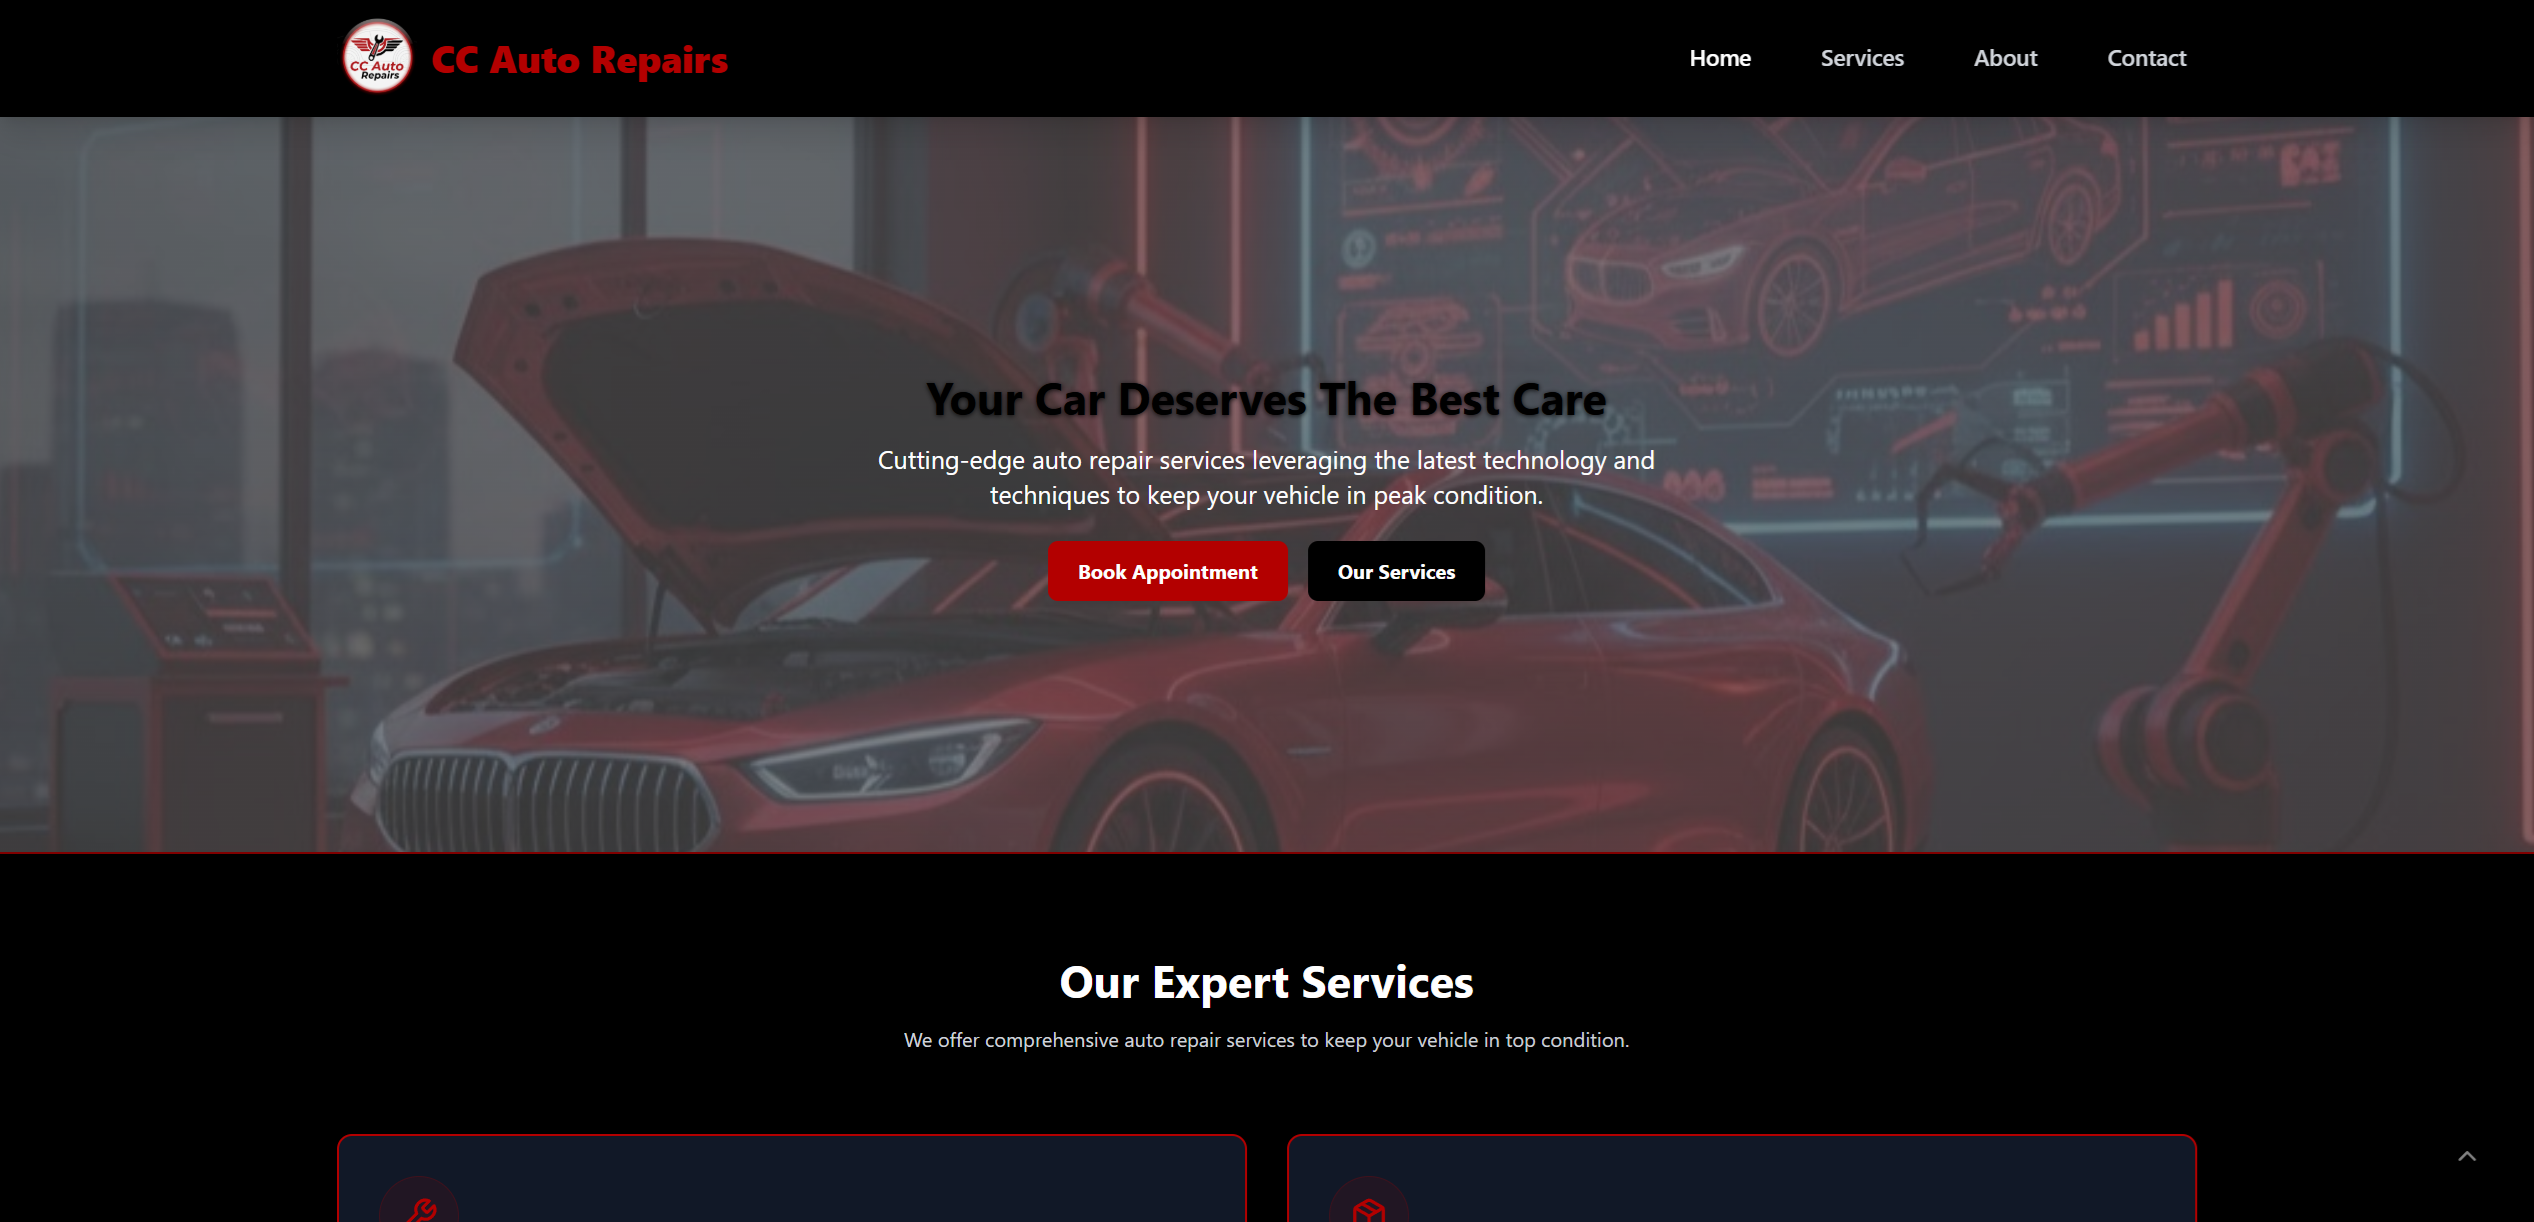 CC Auto
Repairs
CC Auto Repairs
Home
Services
About
Contact
Your Car Deserves The Best Care
Cutting-edge auto repair services leveraging the latest technology and
techniques to keep your vehicle in peak condition.
Book Appointment
Our Services
Our Expert Services
We offer comprehensive auto repair services to keep your vehicle in top condition.